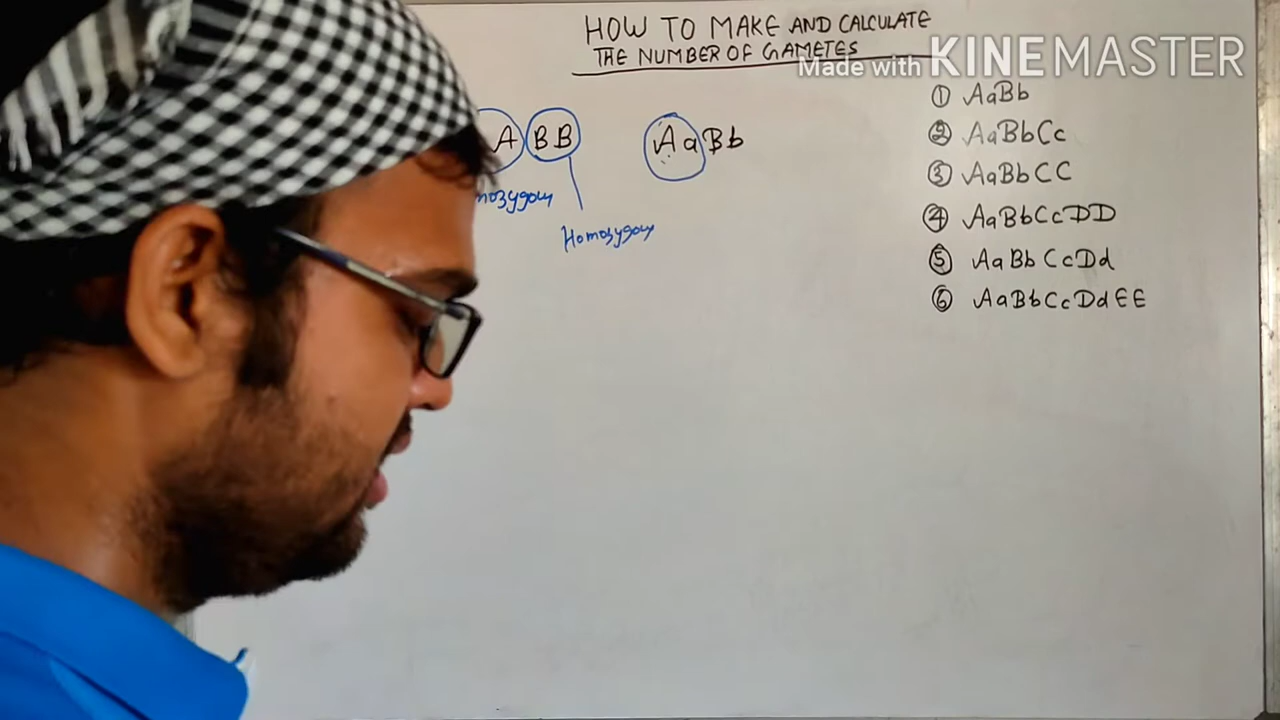 HOW TO MAKE AND CALCULATE
THE NUMBER OF GAMETES
Made with KINEMASTER
A BB
AaBb
mozygous
Homozygous
① AaBb
② AaBbCc
③ AaBbCC
④ AaBbCcDD
⑤ AaBbCcDd
⑥ AaBbCcDdEE